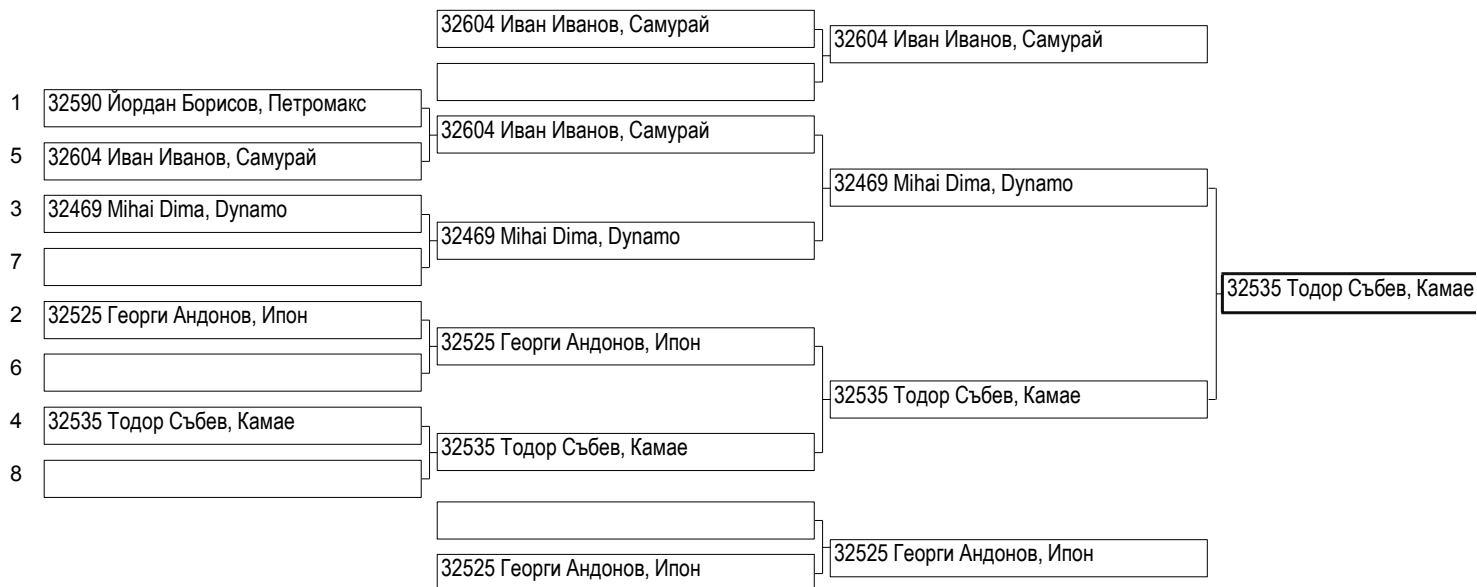 32604 Иван Иванов, Самурай
32604 Иван Иванов, Самурай
1 32590 Йордан Борисов, Петромакс
32604 Иван Иванов, Самурай
5 32604 Иван Иванов, Самурай
32469 Mihai Dima, Dynamo
3 32469 Mihai Dima, Dynamo
32469 Mihai Dima, Dynamo
7
32535 Тодор Събев, Камае
2 32525 Георги Андонов, Ипон
32525 Георги Андонов, Ипон
6
32535 Тодор Събев, Камае
4 32535 Тодор Събев, Камае
32535 Тодор Събев, Камае
8
32525 Георги Андонов, Ипон
32525 Георги Андонов, Ипон